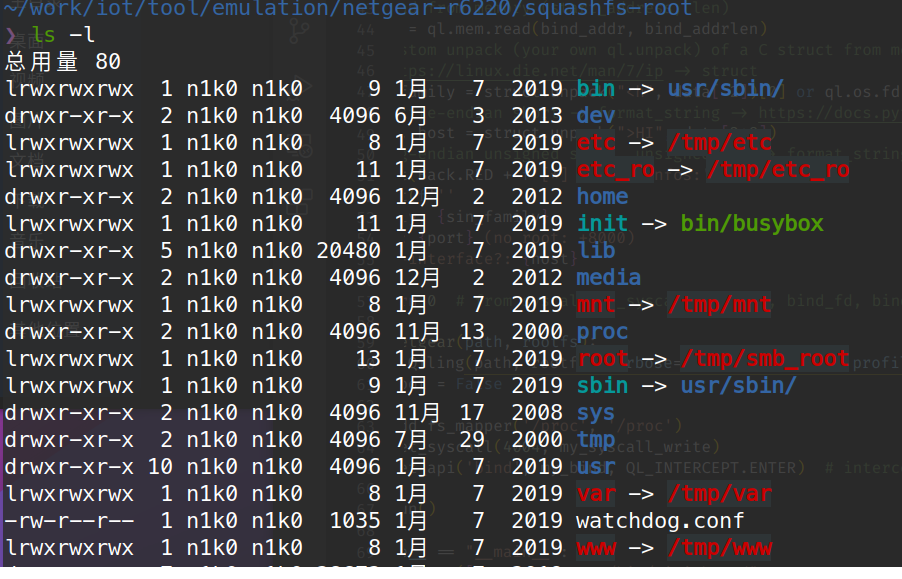 ~/work/iot/tool/emulation/netgear-r6220/squashfs-root
❯ ls -l
总用量 80
lrwxrwxrwx 1 n1k0 n1k0 9 1月 7 2019 bin -> usr/sbin/
drwxr-xr-x 2 n1k0 n1k0 4096 6月 3 2013 dev
lrwxrwxrwx 1 n1k0 n1k0 8 1月 7 2019 etc -> /tmp/etc
lrwxrwxrwx 1 n1k0 n1k0 11 1月 7 2019 etc_ro -> /tmp/etc_ro
drwxr-xr-x 2 n1k0 n1k0 4096 12月 2 2012 home
lrwxrwxrwx 1 n1k0 n1k0 11 1月 7 2019 init -> bin/busybox
drwxr-xr-x 5 n1k0 n1k0 20480 1月 7 2019 lib
drwxr-xr-x 2 n1k0 n1k0 4096 12月 2 2012 media
lrwxrwxrwx 1 n1k0 n1k0 8 1月 7 2019 mnt -> /tmp/mnt
drwxr-xr-x 2 n1k0 n1k0 4096 11月 13 2000 proc
lrwxrwxrwx 1 n1k0 n1k0 13 1月 7 2019 root -> /tmp/smb_root
lrwxrwxrwx 1 n1k0 n1k0 9 1月 7 2019 sbin -> usr/sbin/
drwxr-xr-x 2 n1k0 n1k0 4096 11月 17 2008 sys
drwxr-xr-x 2 n1k0 n1k0 4096 7月 29 2000 tmp
drwxr-xr-x 10 n1k0 n1k0 4096 1月 7 2019 usr
lrwxrwxrwx 1 n1k0 n1k0 8 1月 7 2019 var -> /tmp/var
-rw-r--r-- 1 n1k0 n1k0 1035 1月 7 2019 watchdog.conf
lrwxrwxrwx 1 n1k0 n1k0 8 1月 7 2019 www -> /tmp/www